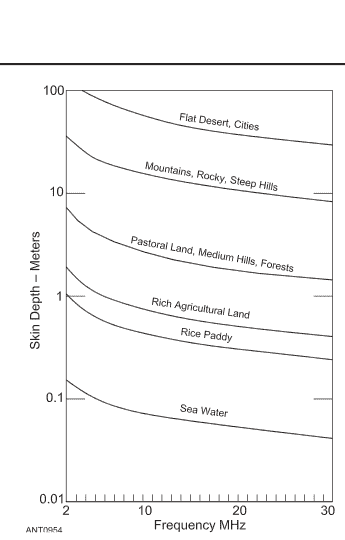 100
Flat Desert, Cities
Mountains, Rocky, Steep Hills
10
Pastoral Land, Medium Hills, Forests
Skin Depth – Meters
1
Rich Agricultural Land
Rice Paddy
0.1
Sea Water
0.01
2 10 20 30
Frequency MHz
ANT0954